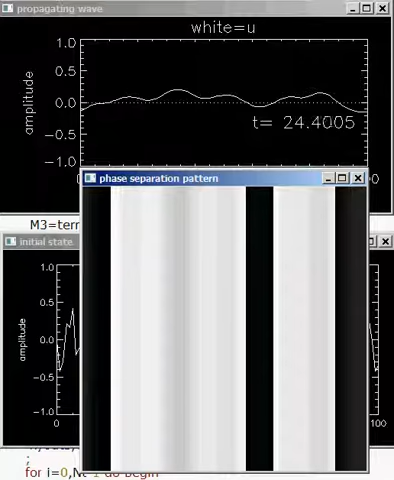 propagating wave
white=u
1.0
0.5
0.0
-0.5
-1.0
amplitude
t= 24.4005
phase separation pattern
M3=terr
initial state
1.0
0.5
0.0
-0.5
-1.0
amplitude
0
100
for i=0,Nt-1 do begin